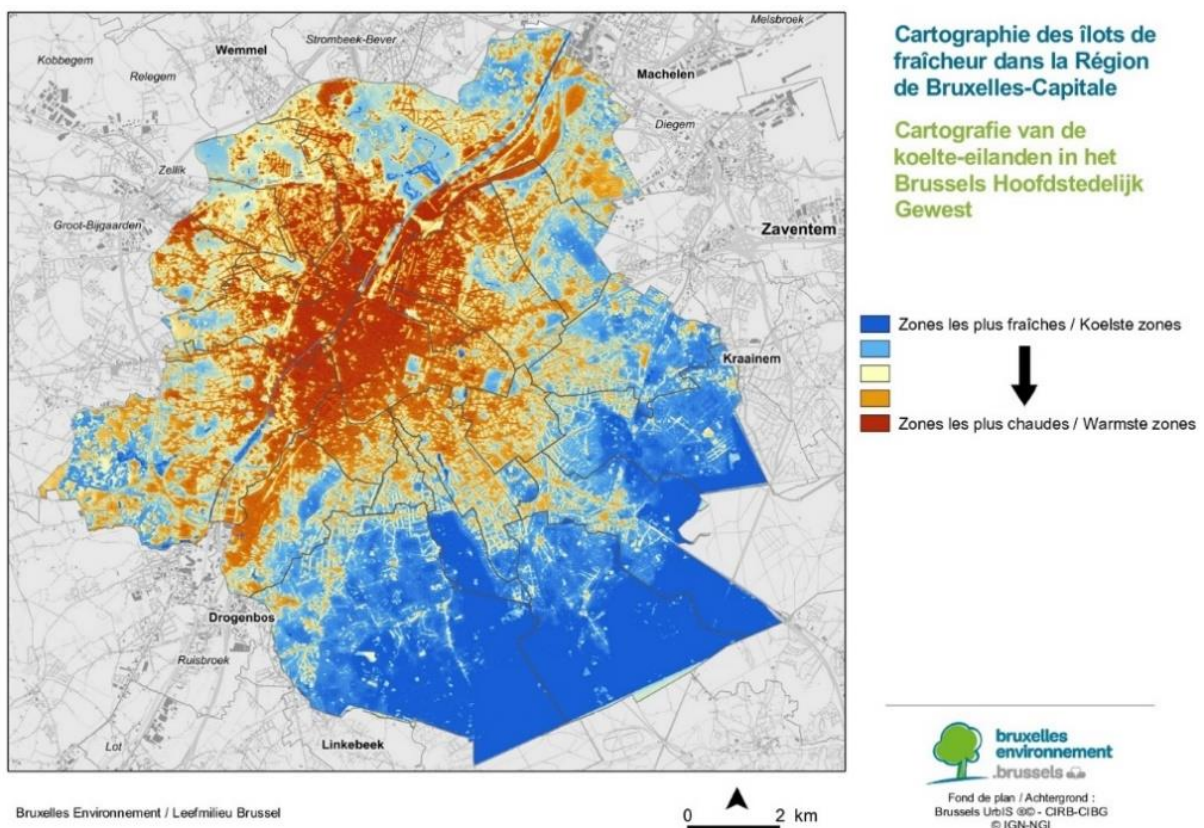 Melsbroek
Strombeek-Bever
Wemmel
Kobbegem
Relegem
Machelen
Diegem
Zellik
Groot-Bijgaarden
Zaventem
Kraainem
Drogenbos
Ruisbroek
Lot
Linkebeek
Cartographie des îlots de
fraîcheur dans la Région
de Bruxelles-Capitale
Cartografie van de
koelte-eilanden in het
Brussels Hoofdstedelijk
Gewest
Zones les plus fraîches / Koelste zones
Zones les plus chaudes / Warmste zones
bruxelles
environnement
.brussels
Fond de plan / Achtergrond :
Brussels UrbIS ®© - CIRB-CIBG
© IGN-NGI
Bruxelles Environnement / Leefmilieu Brussel
0 2 km